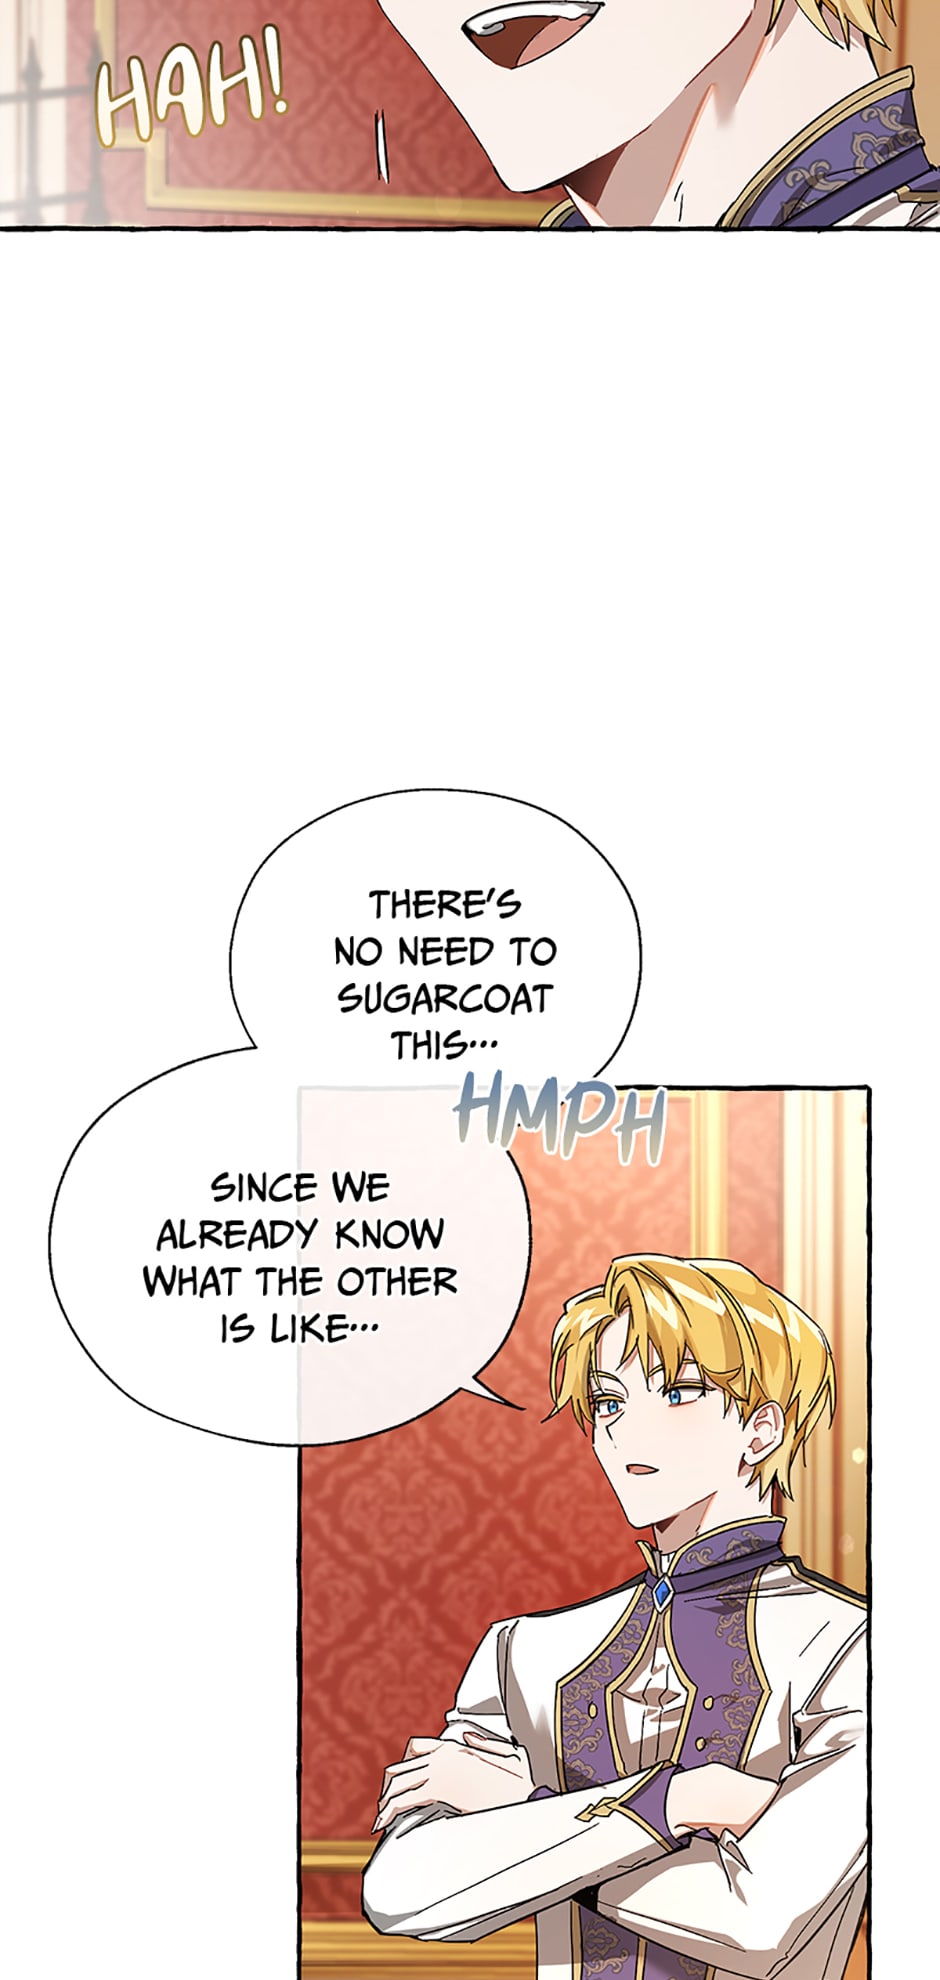 HAH!
THERE'S
NO NEED TO
SUGARCOAT
THIS...
HMPH
SINCE WE
ALREADY KNOW
WHAT THE OTHER
IS LIKE...